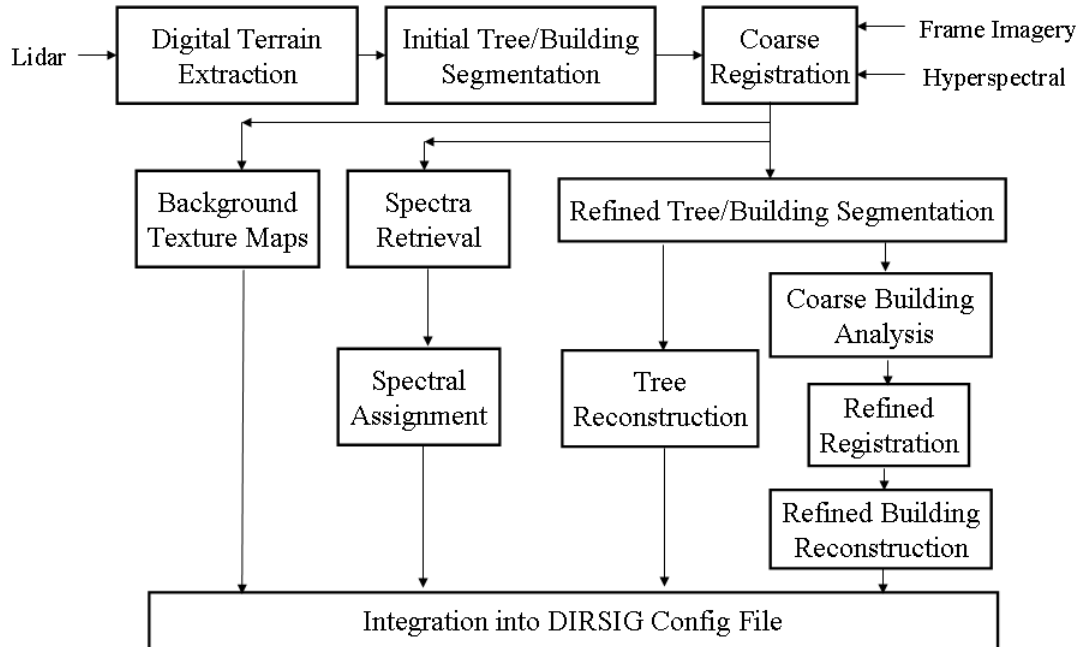 Lidar
Digital Terrain
Extraction
Initial Tree/Building
Segmentation
Coarse
Registration
Frame Imagery
Hyperspectral
Background
Texture Maps
Spectra
Retrieval
Refined Tree/Building Segmentation
Coarse Building
Analysis
Spectral
Assignment
Tree
Reconstruction
Refined
Registration
Refined Building
Reconstruction
Integration into DIRSIG Config File